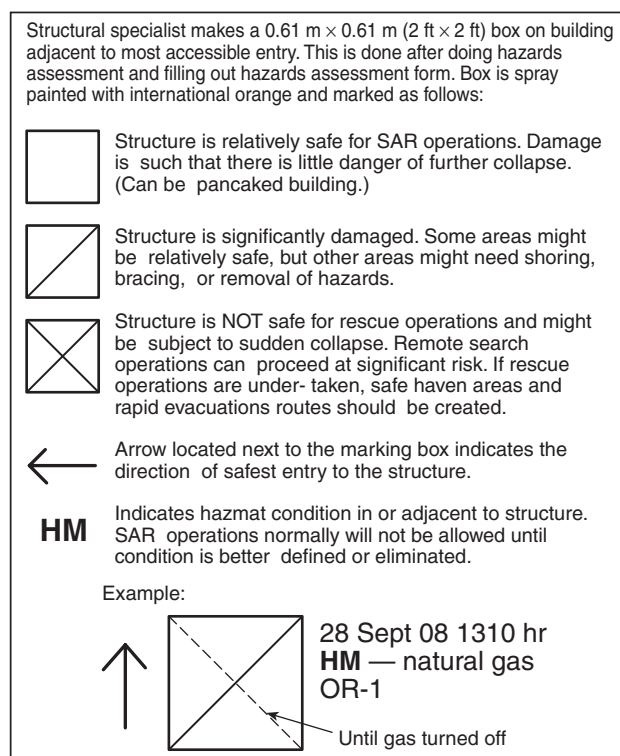 Structural specialist makes a 0.61 m × 0.61 m (2 ft × 2 ft) box on building
adjacent to most accessible entry. This is done after doing hazards
assessment and filling out hazards assessment form. Box is spray
painted with international orange and marked as follows:
Structure is relatively safe for SAR operations. Damage
is such that there is little danger of further collapse.
(Can be pancaked building.)
Structure is significantly damaged. Some areas might
be relatively safe, but other areas might need shoring,
bracing, or removal of hazards.
Structure is NOT safe for rescue operations and might
be subject to sudden collapse. Remote search
operations can proceed at significant risk. If rescue
operations are under- taken, safe haven areas and
rapid evacuations routes should be created.
Arrow located next to the marking box indicates the
direction of safest entry to the structure.
HM
Indicates hazmat condition in or adjacent to structure.
SAR operations normally will not be allowed until
condition is better defined or eliminated.
Example:
28 Sept 08 1310 hr
HM — natural gas
OR-1
Until gas turned off